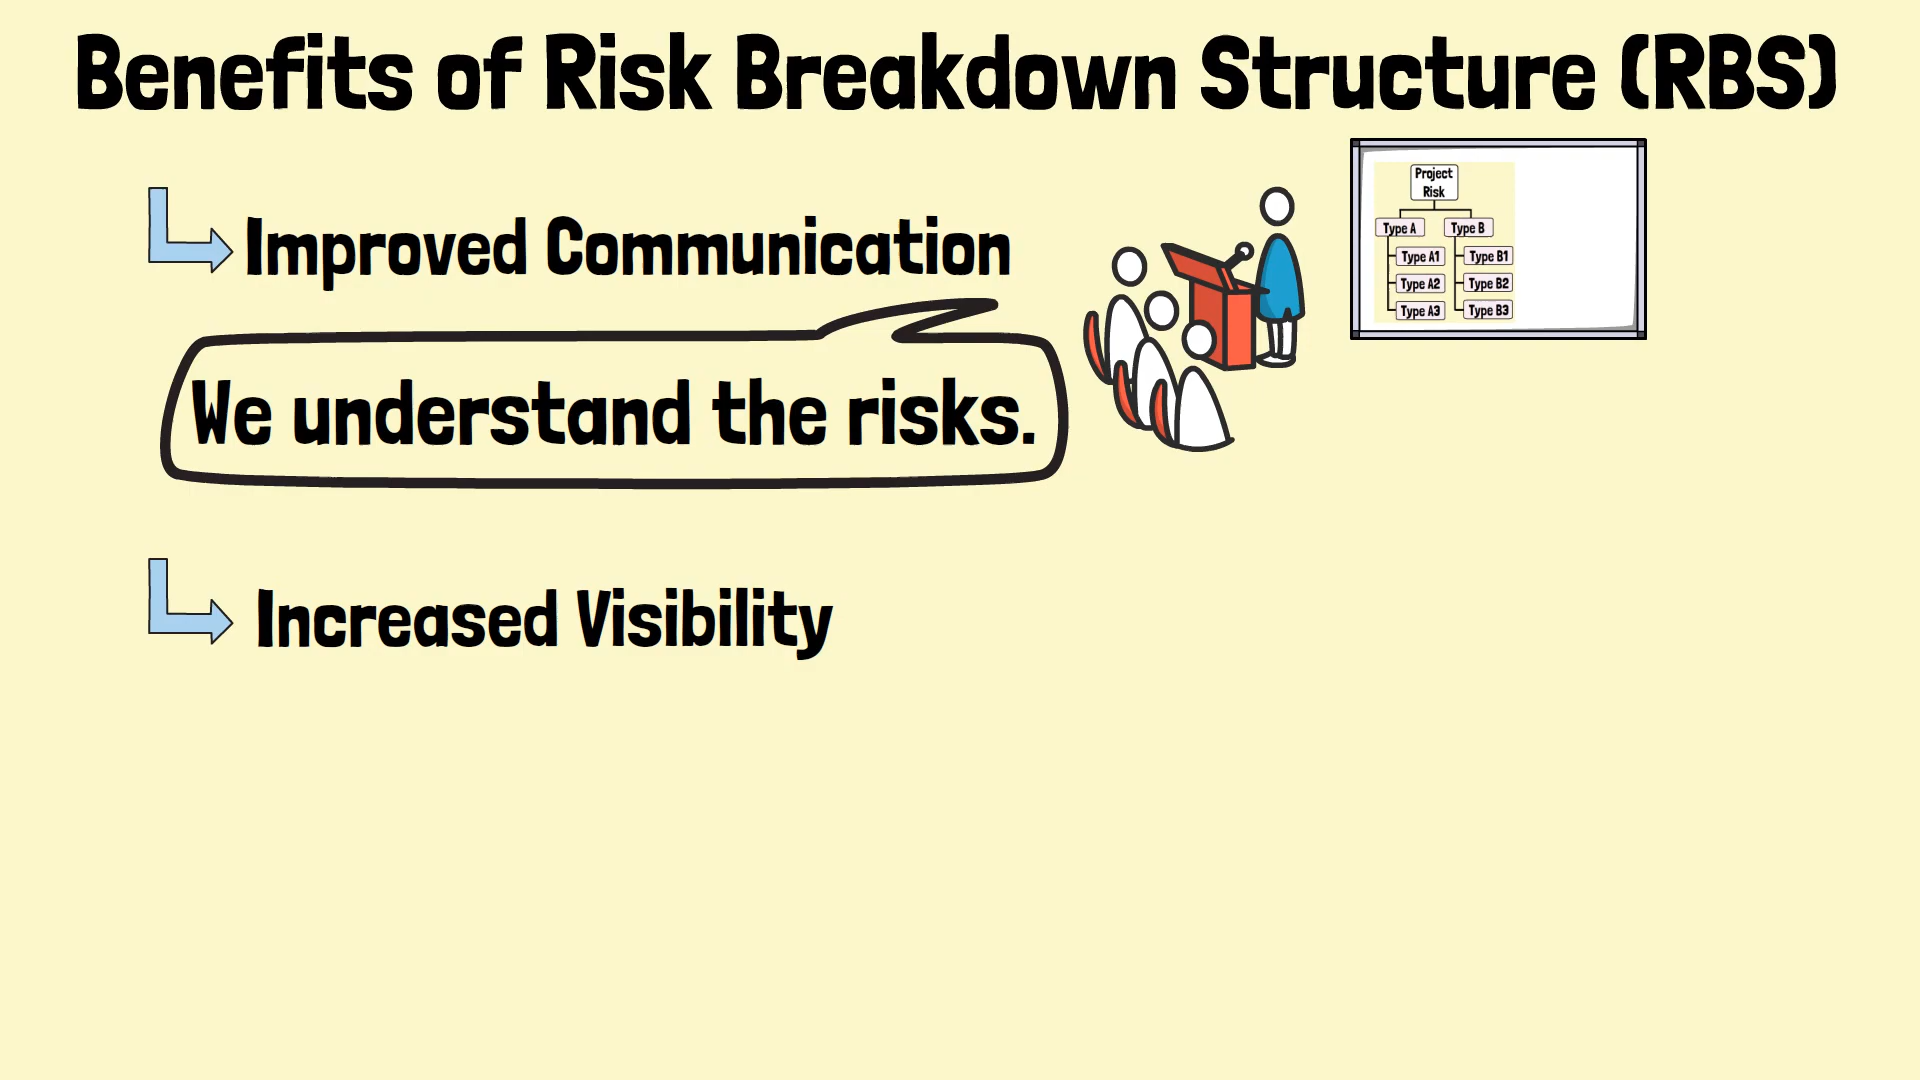 Benefits of Risk Breakdown Structure (RBS)
Improved Communication
We understand the risks.
Project
Risk
Type A
Type B
Type A1
Type B1
Type A2
Type B2
Type A3
Type B3
Increased Visibility